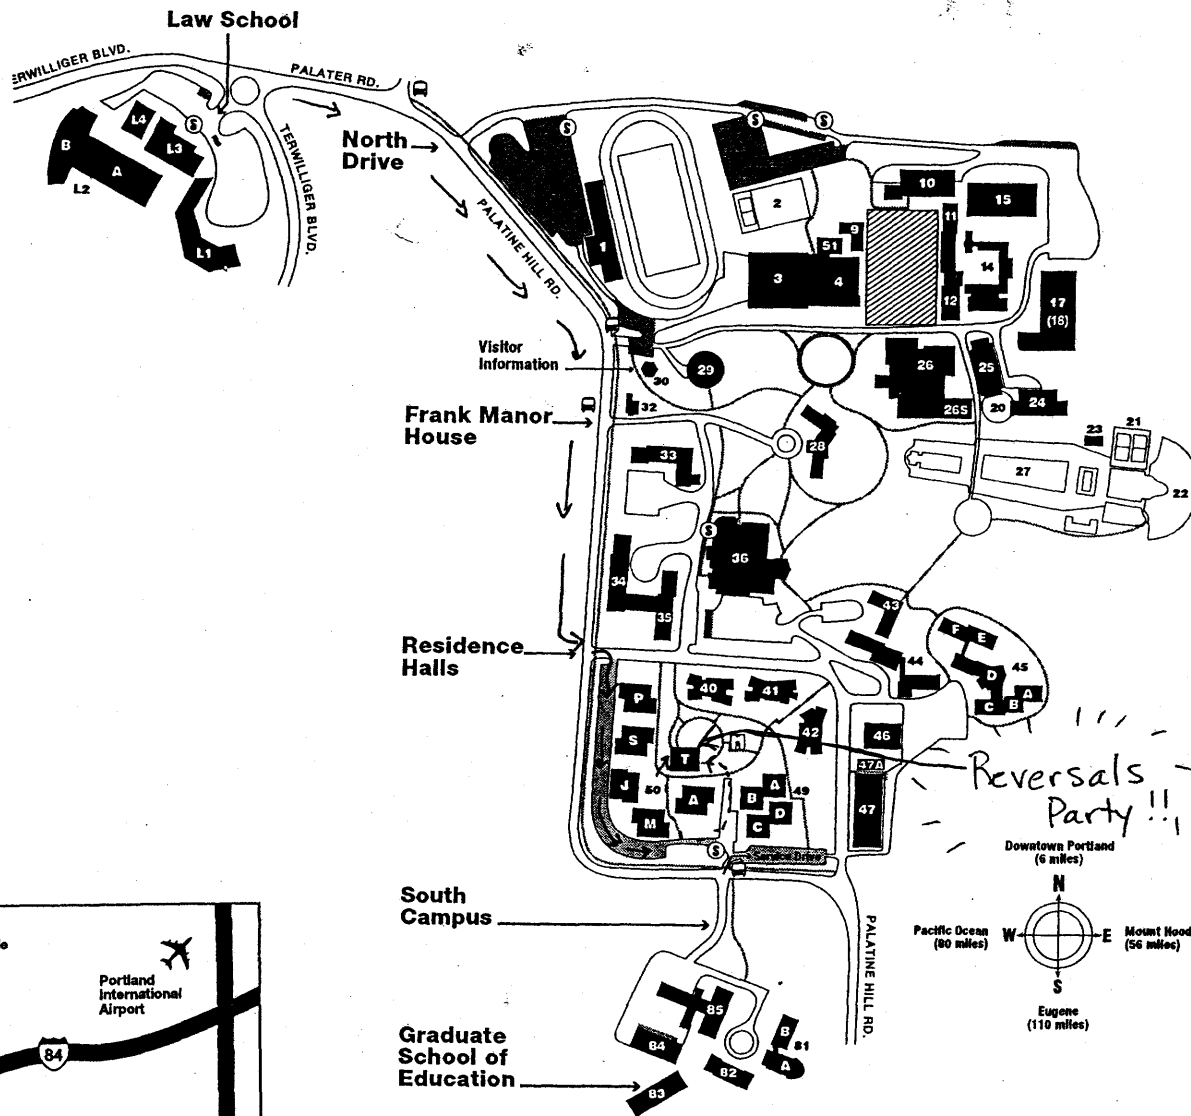 Law School
ERWILLIGER BLVD.
PALATER RD.
TERWILLIGER BLVD.
North
Drive
PALATINE HILL RD.
L4
L3
B
A
L2
L1
S
S
S
S
10
15
2
11
9
51
1
3
4
14
12
17
(18)
Visitor
Information
30
29
26
25
26S
20
24
Frank Manor
House
32
28
23
21
33
27
22
S
36
34
35
43
F
E
Residence
Halls
44
45
D
A
C
B
P
40
41
S
42
46
T
47A
Reversals
Party !!
J
50
A
A
B
49
D
M
C
47
S
Service Drive
Downtown Portland
(6 miles)
N
South
Campus
PALATINE HILL RD.
Pacific Ocean
(80 miles)
W
E
Mount Hood
(56 miles)
S
Eugene
(110 miles)
Portland
International
Airport
84
85
Graduate
School of
Education
84
B
81
A
82
83